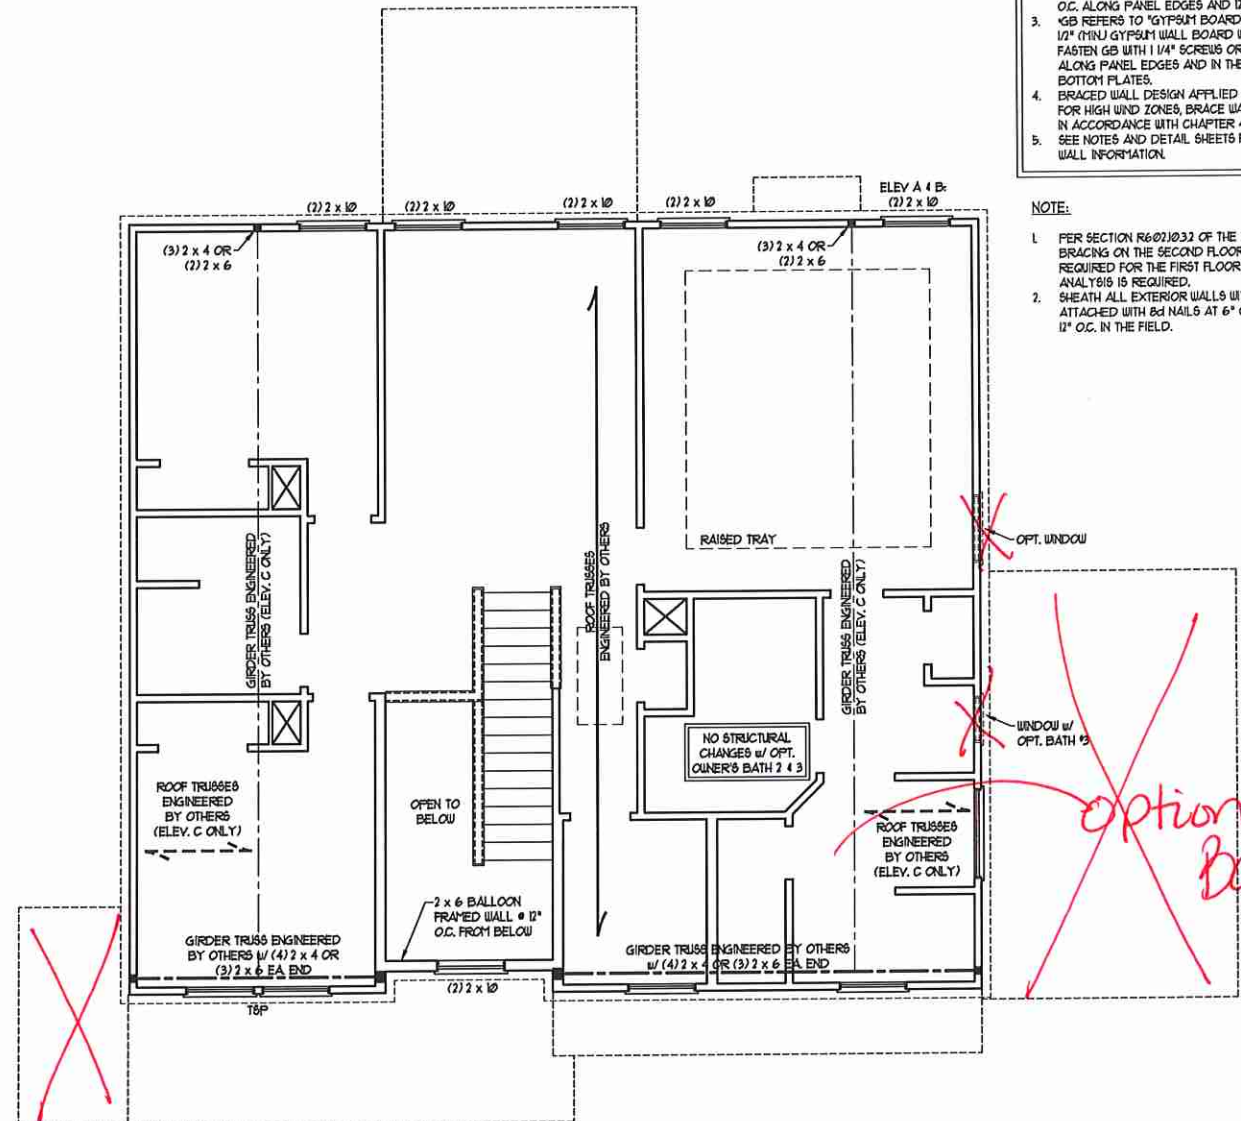 O.C. ALONG PANEL EDGES AND 12
3. "GB REFERS TO "GYPSUM BOARD
1/2" (MIN.) GYPSUM WALL BOARD W
FASTEN GB WITH 1 1/4" SCREWS OR
ALONG PANEL EDGES AND IN THE
BOTTOM PLATES.
4. BRACED WALL DESIGN APPLIED
FOR HIGH WIND ZONES, BRACE WA
IN ACCORDANCE WITH CHAPTER 4
5. SEE NOTES AND DETAIL SHEETS F
WALL INFORMATION.
NOTE:
1. PER SECTION R602.10.3.2 OF THE
BRACING ON THE SECOND FLOOR
REQUIRED FOR THE FIRST FLOOR
ANALYSIS IS REQUIRED.
2. SHEATH ALL EXTERIOR WALLS WI
ATTACHED WITH 8d NAILS AT 6" O
12" O.C. IN THE FIELD.
(2) 2 x 10
(2) 2 x 10
(2) 2 x 10
(2) 2 x 10
ELEV A & B:
(2) 2 x 10
(3) 2 x 4 OR
(2) 2 x 6
(3) 2 x 4 OR
(2) 2 x 6
RAISED TRAY
OPT. WINDOW
GIRDER TRUSS ENGINEERED
BY OTHERS (ELEV. C ONLY)
ROOF TRUSSES
ENGINEERED BY OTHERS
GIRDER TRUSS ENGINEERED
BY OTHERS (ELEV. C ONLY)
WINDOW w/
OPT. BATH #3
NO STRUCTURAL
CHANGES w/ OPT.
OWNER'S BATH 2 & 3
ROOF TRUSSES
ENGINEERED
BY OTHERS
(ELEV. C ONLY)
OPEN TO
BELOW
ROOF TRUSSES
ENGINEERED
BY OTHERS
(ELEV. C ONLY)
Option
2 x 6 BALLOON
FRAMED WALL @ 12"
O.C. FROM BELOW
GIRDER TRUSS ENGINEERED
BY OTHERS w/ (4) 2 x 4 OR
(3) 2 x 6 EA. END
GIRDER TRUSS ENGINEERED BY OTHERS
w/ (4) 2 x 4 OR (3) 2 x 6 EA. END
(2) 2 x 10
TSP